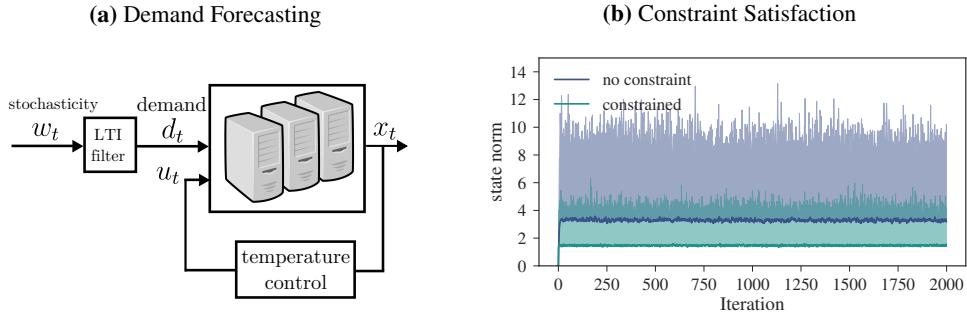 (a) Demand Forecasting
stochasticity
w_t
LTI
filter
demand
d_t
u_t
x_t
temperature
control
(b) Constraint Satisfaction
14
12
10
8
6
4
2
0
state norm
no constraint
constrained
0 250 500 750 1000 1250 1500 1750 2000
Iteration